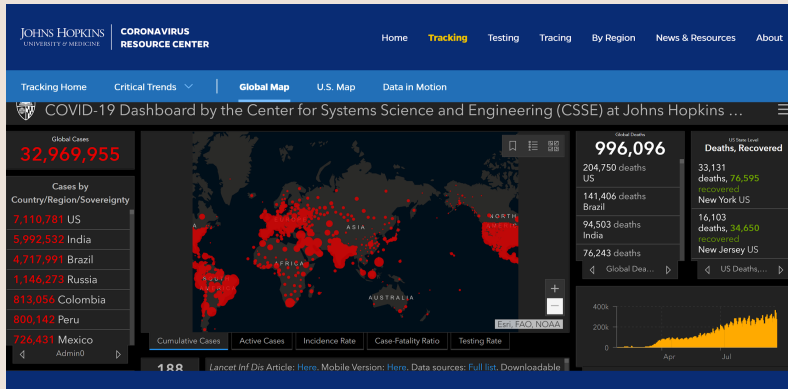 JOHNS HOPKINS
UNIVERSITY & MEDICINE
CORONAVIRUS
RESOURCE CENTER
Home Tracking Testing Tracing By Region News & Resources About
Tracking Home Critical Trends Global Map U.S. Map Data in Motion
COVID-19 Dashboard by the Center for Systems Science and Engineering (CSSE) at Johns Hopkins ...
Global Cases
32,969,955
Cases by
Country/Region/Sovereignty
7,110,781 US
5,992,532 India
4,717,991 Brazil
1,146,273 Russia
813,056 Colombia
800,142 Peru
726,431 Mexico
Admin0
EUROPE
ASIA
NORTH
AMERICA
AFRICA
SOUTH
AMERICA
AUSTRALIA
Esri, FAO, NOAA
Cumulative Cases Active Cases Incidence Rate Case-Fatality Ratio Testing Rate
188
Lancet Inf Dis Article: Here. Mobile Version: Here. Data sources: Full list. Downloadable
Global Deaths
996,096
204,750 deaths
US
141,406 deaths
Brazil
94,503 deaths
India
76,243 deaths
Global Dea...
US State Level
Deaths, Recovered
33,131
deaths, 76,595
recovered
New York US
16,103
deaths, 34,650
recovered
New Jersey US
US Deaths,...
400k
200k
0
Apr Jul